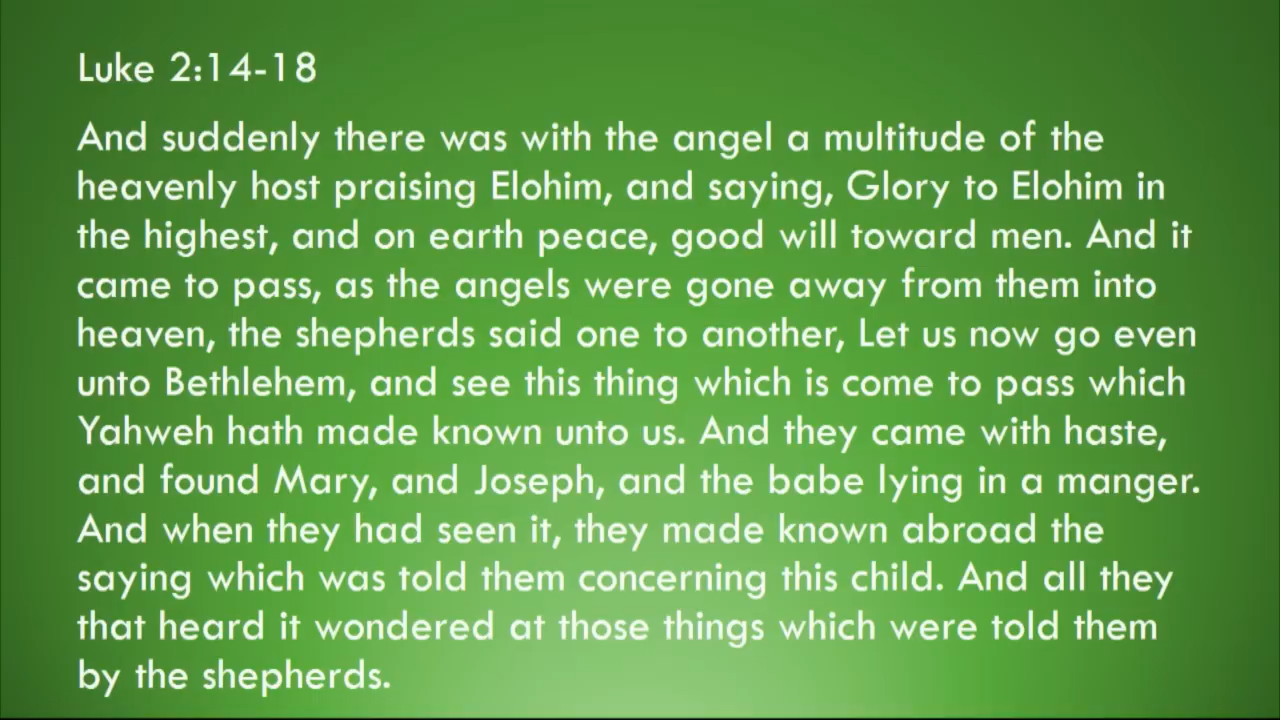 Luke 2:14-18
And suddenly there was with the angel a multitude of the
heavenly host praising Elohim, and saying, Glory to Elohim in
the highest, and on earth peace, good will toward men. And it
came to pass, as the angels were gone away from them into
heaven, the shepherds said one to another, Let us now go even
unto Bethlehem, and see this thing which is come to pass which
Yahweh hath made known unto us. And they came with haste,
and found Mary, and Joseph, and the babe lying in a manger.
And when they had seen it, they made known abroad the
saying which was told them concerning this child. And all they
that heard it wondered at those things which were told them
by the shepherds.